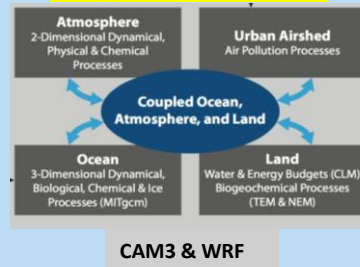 Atmosphere
2-Dimensional Dynamical,
Physical & Chemical
Processes
Urban Airshed
Air Pollution Processes
Coupled Ocean,
Atmosphere, and Land
Ocean
3-Dimensional Dynamical,
Biological, Chemical & Ice
Processes (MITgcm)
Land
Water & Energy Budgets (CLM)
Biogeochemical Processes
(TEM & NEM)
CAM3 & WRF